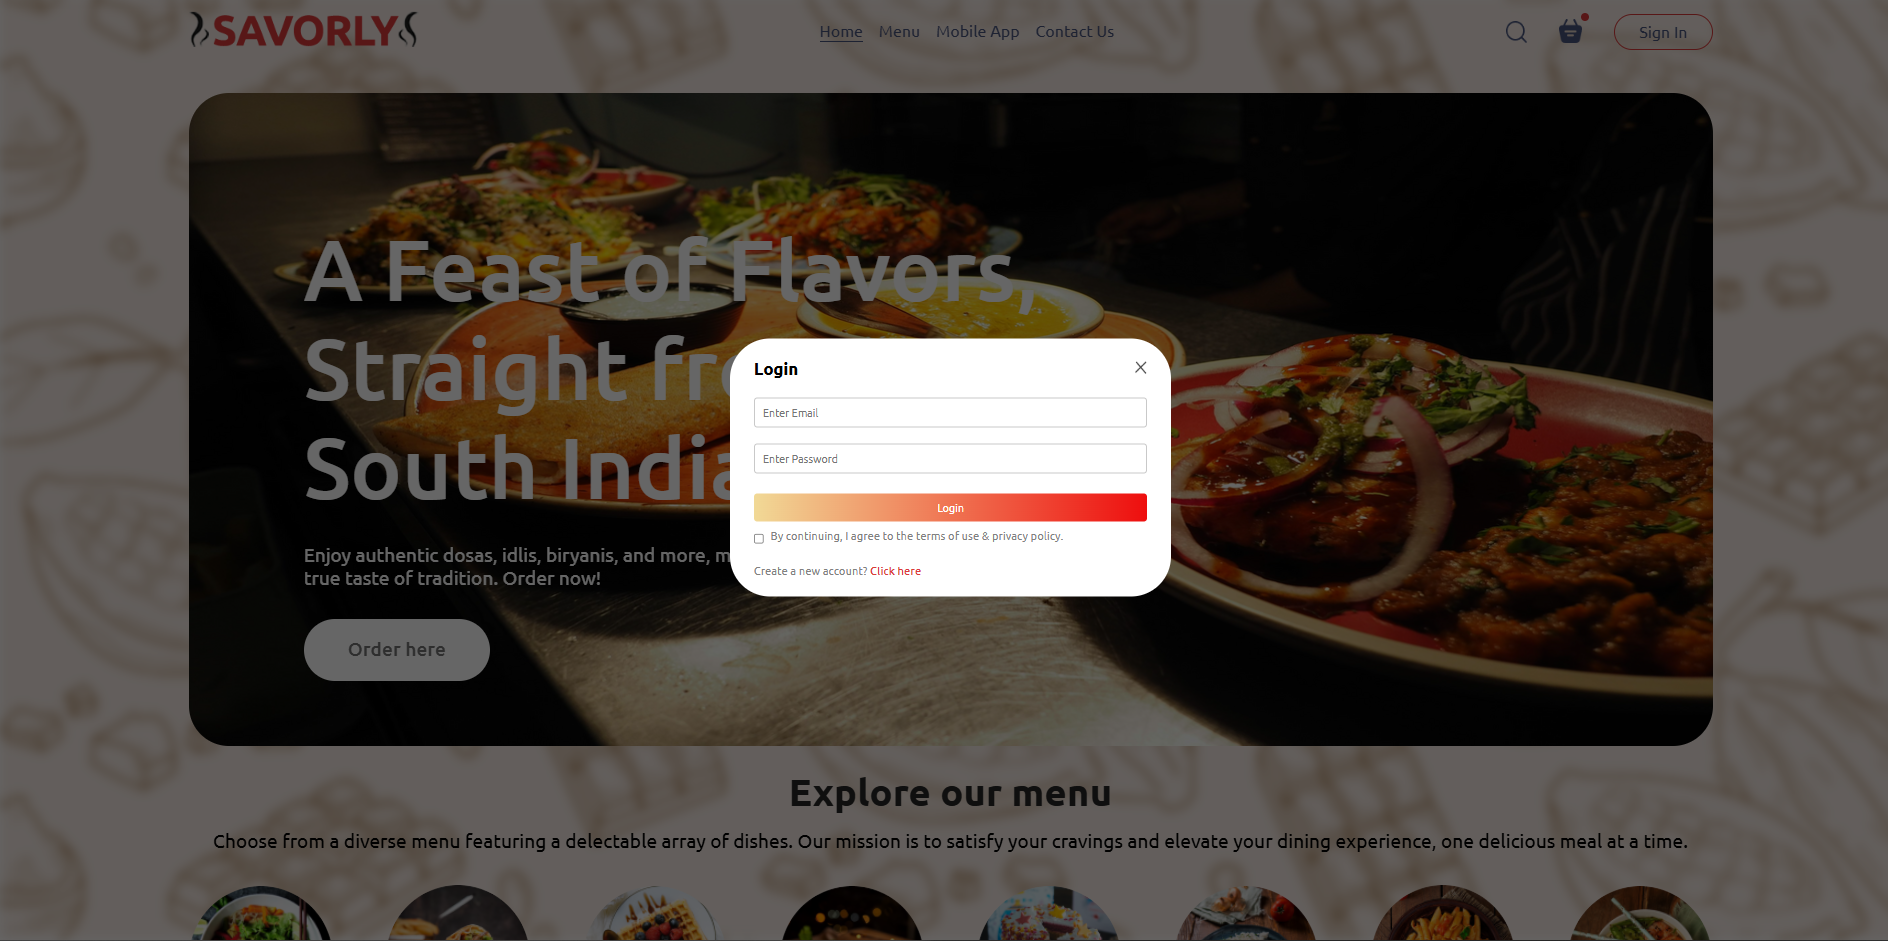 SAVORLY
Home Menu Mobile App Contact Us
Sign In
A Feast of Flavors,
Straight fr
South India
Enjoy authentic dosas, idlis, biryanis, and more, m
true taste of tradition. Order now!
Order here
Login
Enter Email
Enter Password
Login
By continuing, I agree to the terms of use & privacy policy.
Create a new account? Click here
Explore our menu
Choose from a diverse menu featuring a delectable array of dishes. Our mission is to satisfy your cravings and elevate your dining experience, one delicious meal at a time.